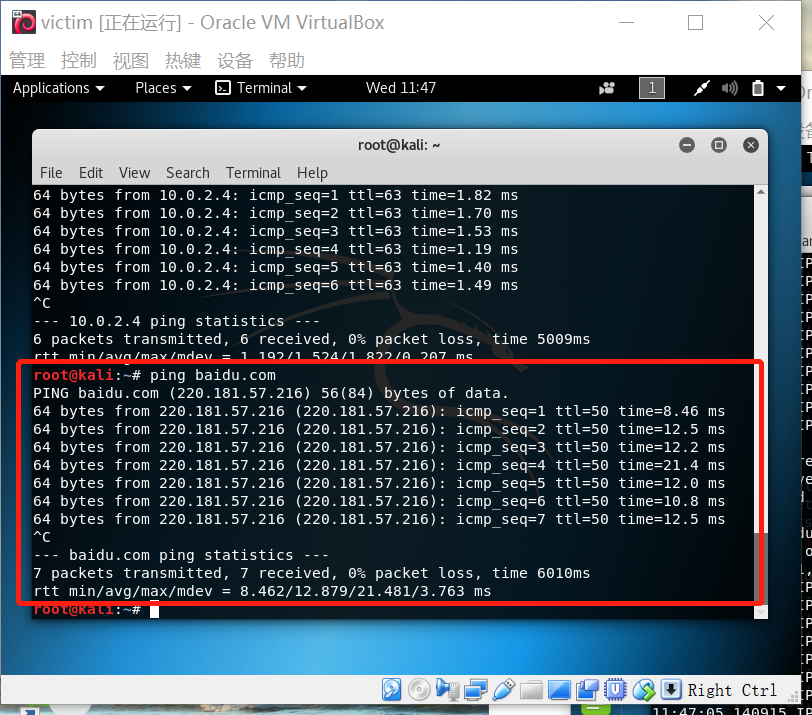 victim [正在运行] - Oracle VM VirtualBox
管理 控制 视图 热键 设备 帮助
Applications Places Terminal Wed 11:47 1
root@kali: ~
File Edit View Search Terminal Help
64 bytes from 10.0.2.4: icmp_seq=1 ttl=63 time=1.82 ms
64 bytes from 10.0.2.4: icmp_seq=2 ttl=63 time=1.70 ms
64 bytes from 10.0.2.4: icmp_seq=3 ttl=63 time=1.53 ms
64 bytes from 10.0.2.4: icmp_seq=4 ttl=63 time=1.19 ms
64 bytes from 10.0.2.4: icmp_seq=5 ttl=63 time=1.40 ms
64 bytes from 10.0.2.4: icmp_seq=6 ttl=63 time=1.49 ms
^C
--- 10.0.2.4 ping statistics ---
6 packets transmitted, 6 received, 0% packet loss, time 5009ms
rtt min/avg/max/mdev = 1.192/1.524/1.822/0.207 ms
root@kali:~# ping baidu.com
PING baidu.com (220.181.57.216) 56(84) bytes of data.
64 bytes from 220.181.57.216 (220.181.57.216): icmp_seq=1 ttl=50 time=8.46 ms
64 bytes from 220.181.57.216 (220.181.57.216): icmp_seq=2 ttl=50 time=12.5 ms
64 bytes from 220.181.57.216 (220.181.57.216): icmp_seq=3 ttl=50 time=12.2 ms
64 bytes from 220.181.57.216 (220.181.57.216): icmp_seq=4 ttl=50 time=21.4 ms
64 bytes from 220.181.57.216 (220.181.57.216): icmp_seq=5 ttl=50 time=12.0 ms
64 bytes from 220.181.57.216 (220.181.57.216): icmp_seq=6 ttl=50 time=10.8 ms
64 bytes from 220.181.57.216 (220.181.57.216): icmp_seq=7 ttl=50 time=12.5 ms
^C
--- baidu.com ping statistics ---
7 packets transmitted, 7 received, 0% packet loss, time 6010ms
rtt min/avg/max/mdev = 8.462/12.879/21.481/3.763 ms
root@kali:~#
Right Ctrl
11:47:05.140915 IP